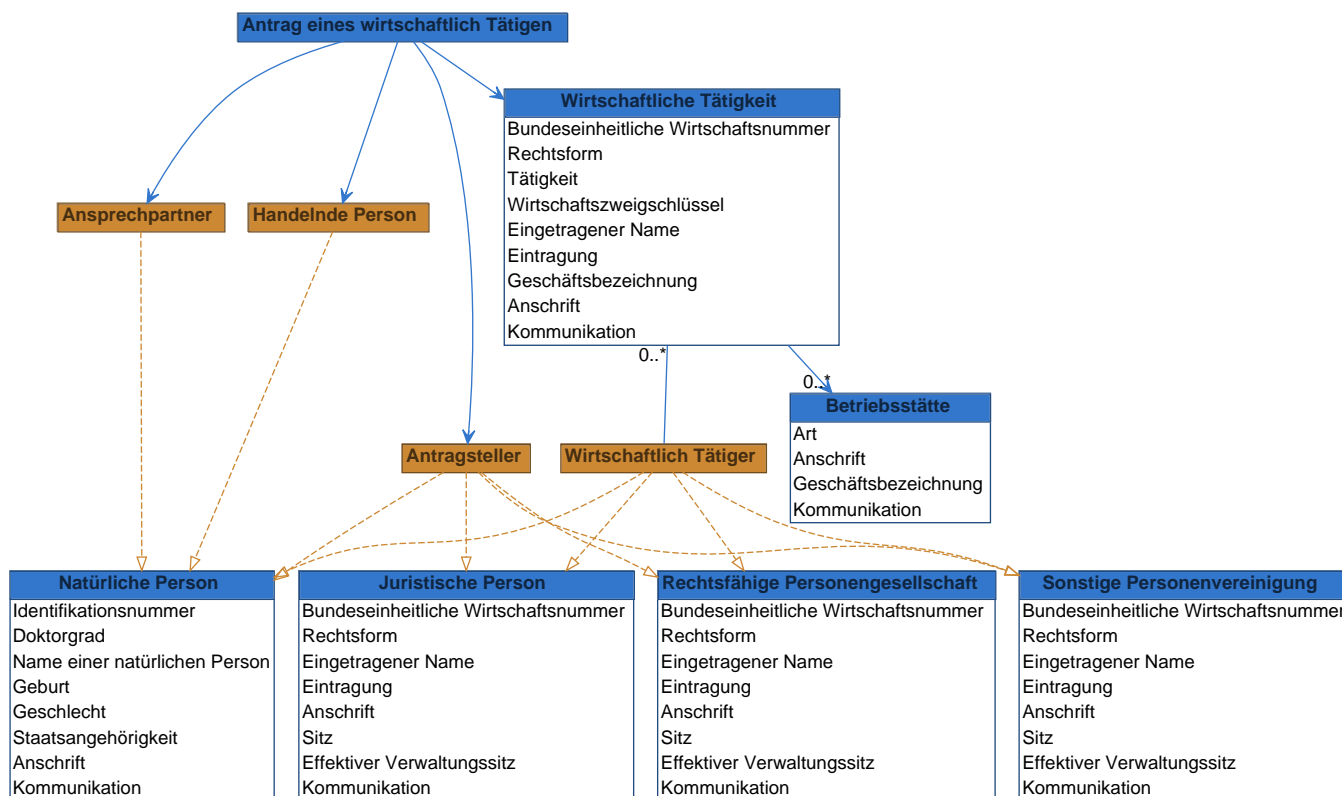 Antrag eines wirtschaftlich Tätigen
Wirtschaftliche Tätigkeit
Bundeseinheitliche Wirtschaftsnummer
Rechtsform
Tätigkeit
Wirtschaftszweigschlüssel
Eingetragener Name
Eintragung
Geschäftsbezeichnung
Anschrift
Kommunikation
Ansprechpartner
Handelnde Person
0..*
0..*
Betriebsstätte
Art
Anschrift
Geschäftsbezeichnung
Kommunikation
Antragsteller
Wirtschaftlich Tätiger
Natürliche Person
Identifikationsnummer
Doktorgrad
Name einer natürlichen Person
Geburt
Geschlecht
Staatsangehörigkeit
Anschrift
Kommunikation
Juristische Person
Bundeseinheitliche Wirtschaftsnummer
Rechtsform
Eingetragener Name
Eintragung
Anschrift
Sitz
Effektiver Verwaltungssitz
Kommunikation
Rechtsfähige Personengesellschaft
Bundeseinheitliche Wirtschaftsnummer
Rechtsform
Eingetragener Name
Eintragung
Anschrift
Sitz
Effektiver Verwaltungssitz
Kommunikation
Sonstige Personenvereinigung
Bundeseinheitliche Wirtschaftsnummer
Rechtsform
Eingetragener Name
Eintragung
Anschrift
Sitz
Effektiver Verwaltungssitz
Kommunikation